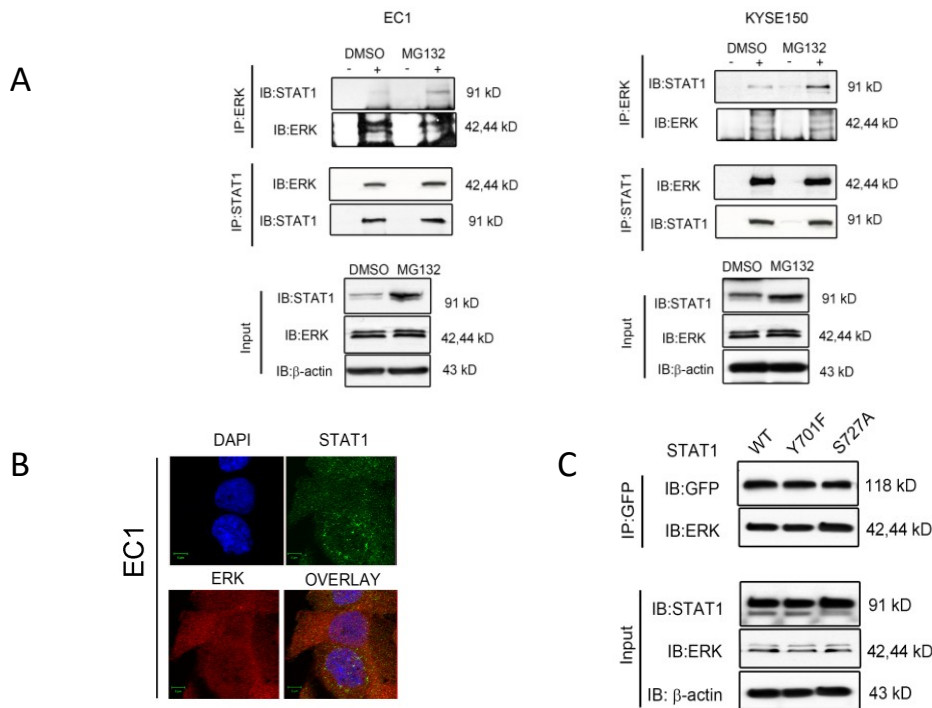 EC1
KYSE150
A
DMSO MG132
- + - +
IP:ERK
IB:STAT1 91 kD
IB:ERK 42,44 kD
IP:STAT1
IB:ERK 42,44 kD
IB:STAT1 91 kD
DMSO MG132
Input
IB:STAT1 91 kD
IB:ERK 42,44 kD
IB:β-actin 43 kD
DMSO MG132
- + - +
IP:ERK
IB:STAT1 91 kD
IB:ERK 42,44 kD
IP:STAT1
IB:ERK 42,44 kD
IB:STAT1 91 kD
DMSO MG132
Input
IB:STAT1 91 kD
IB:ERK 42,44 kD
IB:β-actin 43 kD
B
EC1
DAPI STAT1
ERK OVERLAY
C
STAT1 WT Y701F S727A
IP:GFP
IB:GFP 118 kD
IB:ERK 42,44 kD
Input
IB:STAT1 91 kD
IB:ERK 42,44 kD
IB: β-actin 43 kD